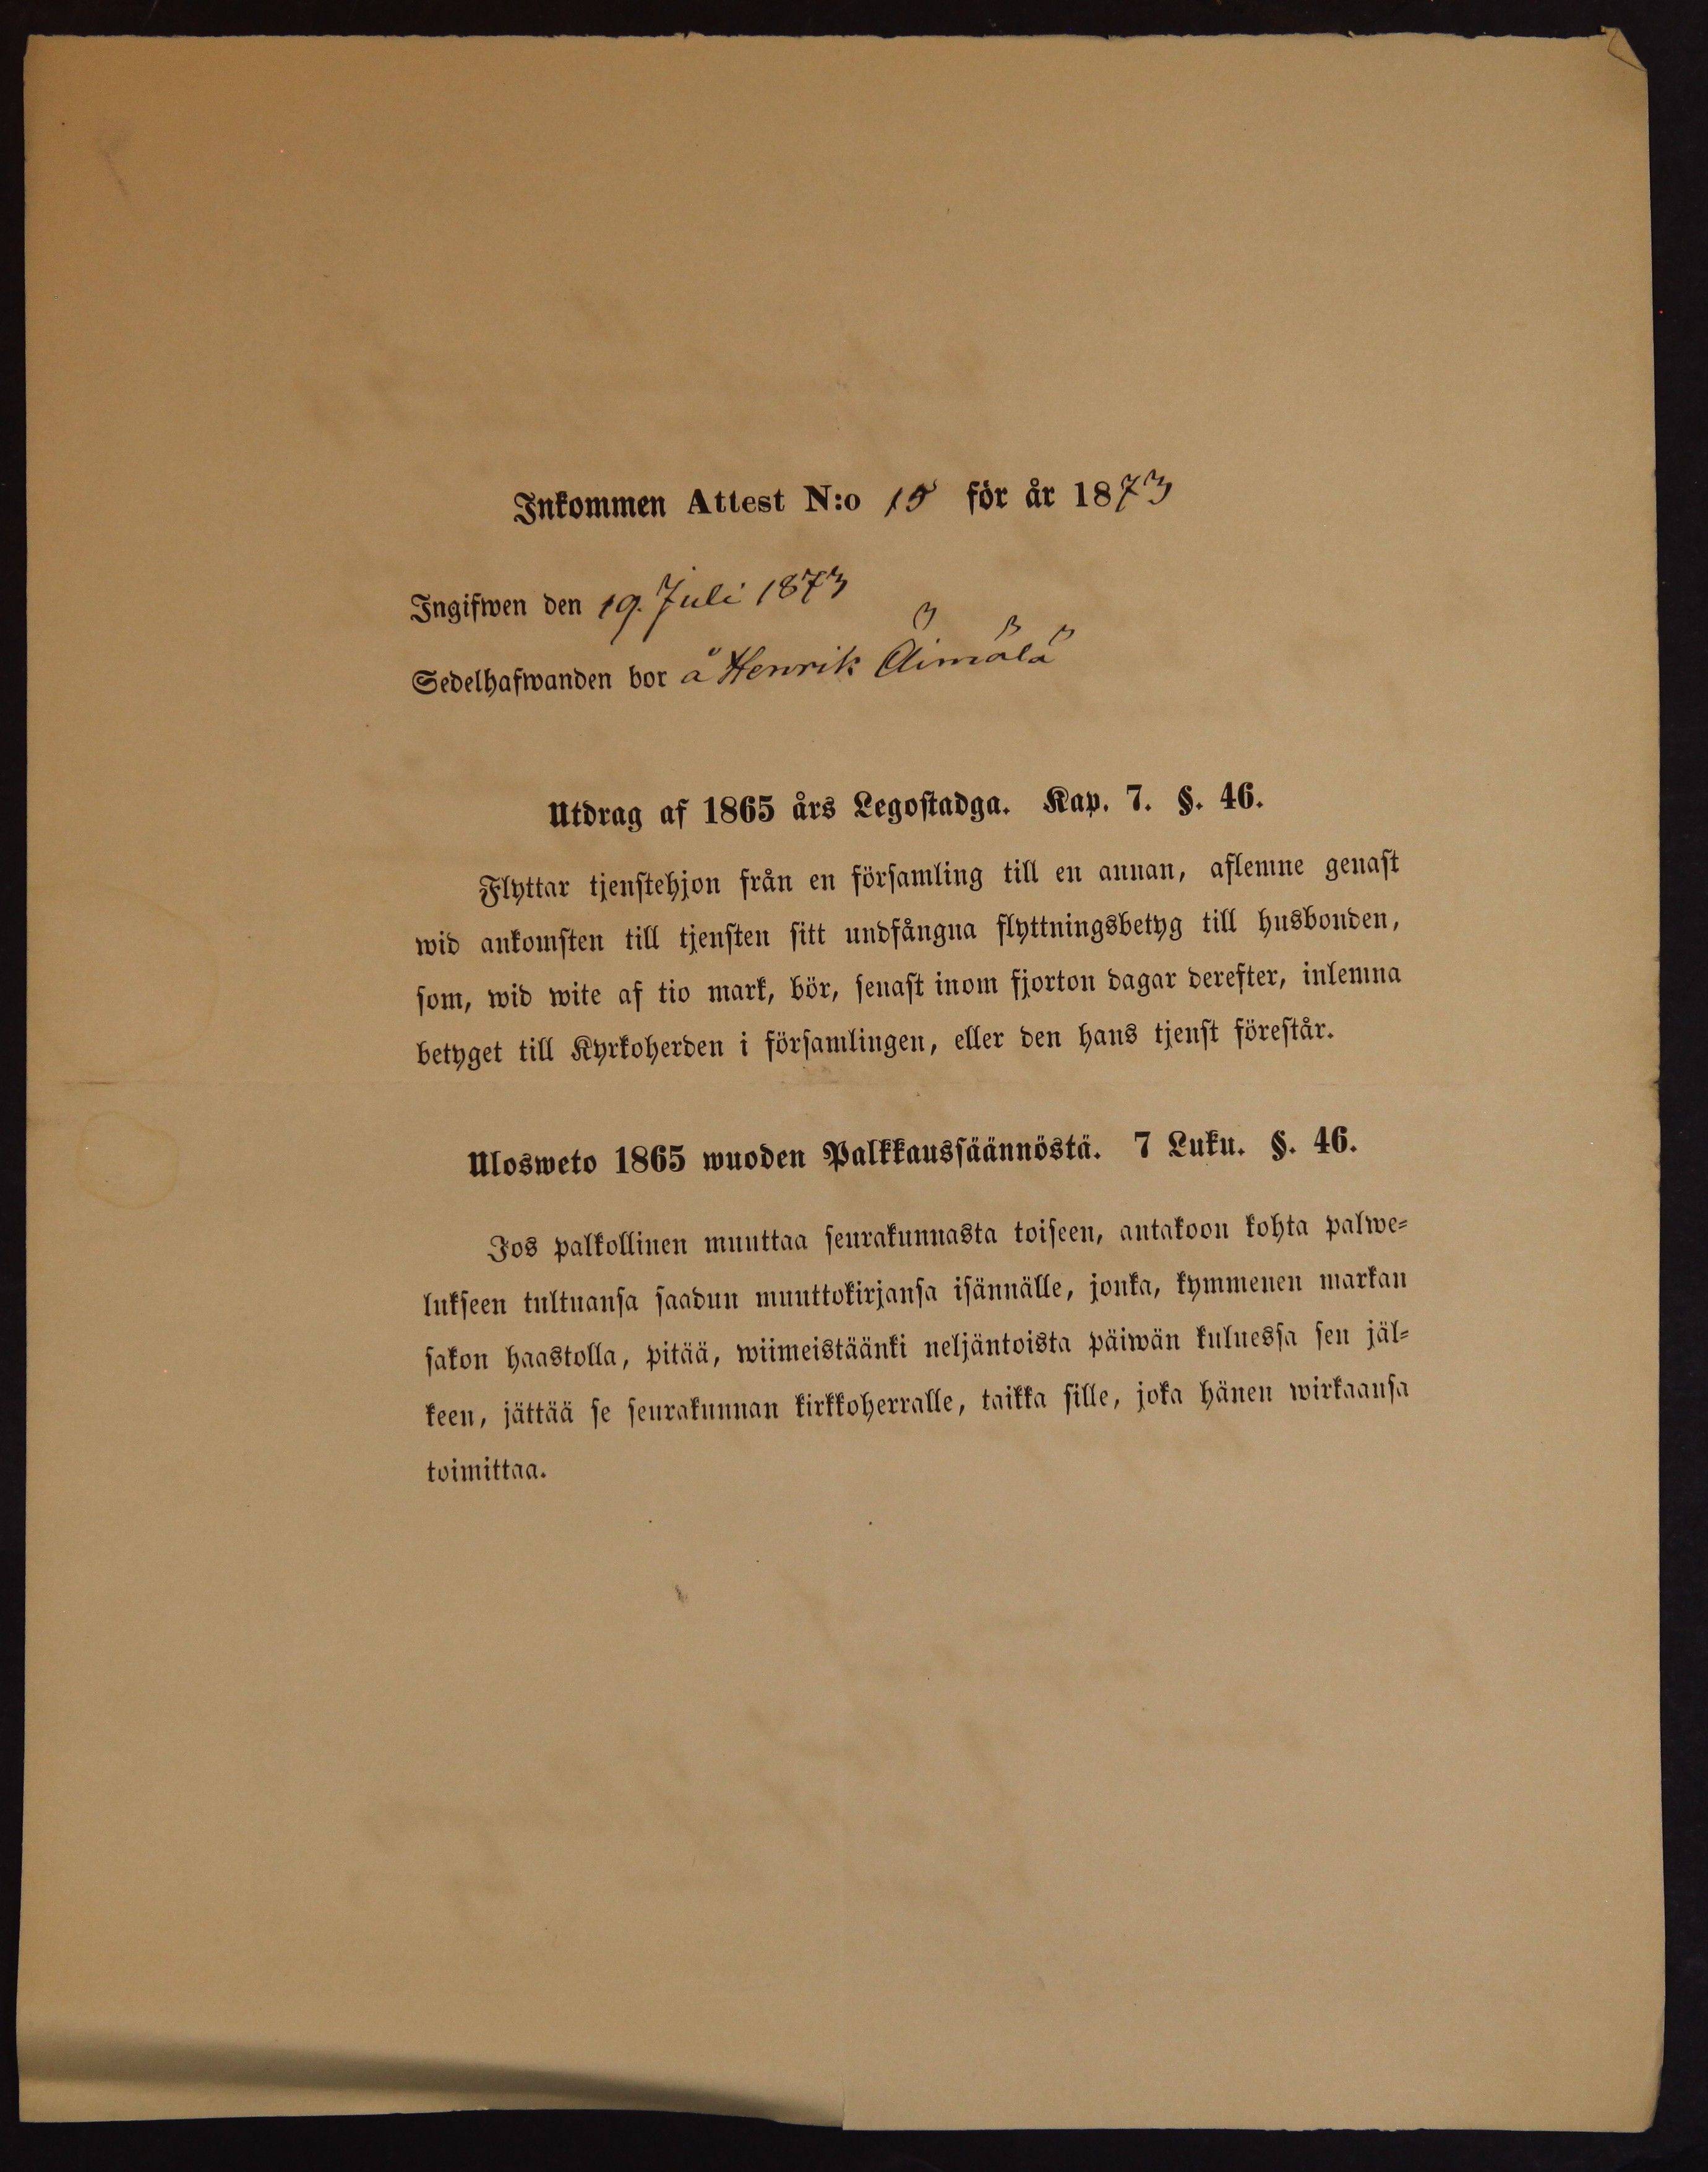 Inkommen Attest N:o 15 för år 1873
Ingifwen den 19. Juli 1873
Sedelhafwanden bor å Henrik Äimälä
Utdrag af 1865 års Legostadga. Kap. 7. §. 46.
Flyttar tjenstehjon från en församling till en annan, aflemne genast
wid ankomsten till tjensten sitt undfångna flyttningsbetyg till husbonden,
som, wid wite af tio mark, bör, senast inom fjorton dagar derefter, inlemna
betyget till Kyrkoherden i församlingen, eller den hans tjenst förestår.
Ulosweto 1865 wuoden Palkkaussäännöstä. 7 Luku. §. 46.
Jos palkollinen muuttaa seurakunnasta toiseen, antakoon kohta palwe=
lukseen tultuansa saadun muuttokirjansa isännälle, jonka, kymmenen markan
sakon haastolla, pitää, wiimeistäänki neljäntoista päiwän kuluessa sen jäl=
keen, jättää se seurakunnan kirkkoherralle, taikka sille, joka hänen wirkaansa
toimittaa.